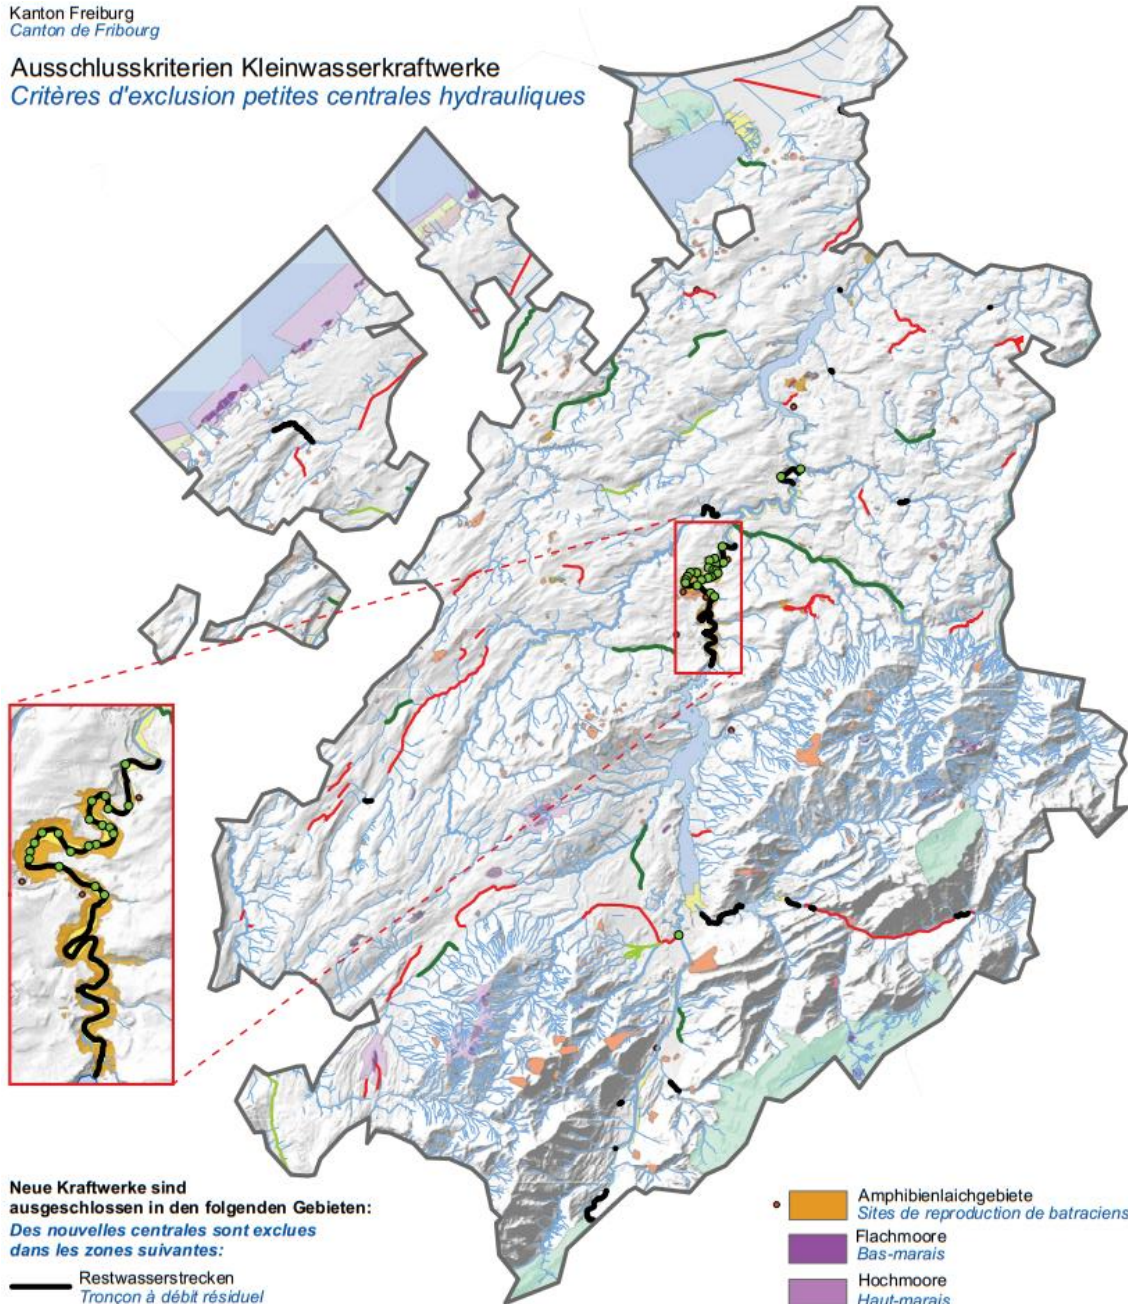 Kanton Freiburg
Canton de Fribourg
Ausschlusskriterien Kleinwasserkraftwerke
Critères d'exclusion petites centrales hydrauliques
Neue Kraftwerke sind
ausgeschlossen in den folgenden Gebieten:
Des nouvelles centrales sont exclues
dans les zones suivantes:
Restwasserstrecken
Tronçon à débit résiduel
Amphibienlaichgebiete
Sites de reproduction de batraciens
Flachmoore
Bas-marais
Hochmoore
Haut-marais